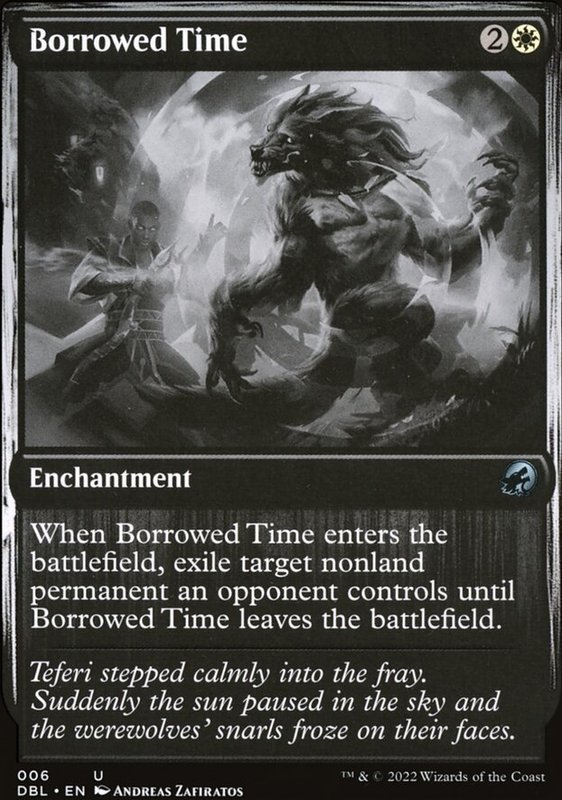 Borrowed Time 2
Enchantment
When Borrowed Time enters the
battlefield, exile target nonland
permanent an opponent controls until
Borrowed Time leaves the battlefield.
Teferi stepped calmly into the fray.
Suddenly the sun paused in the sky and
the werewolves’ snarls froze on their faces.
006 U
DBL • EN ANDREAS ZAFIRATOS
™ & © 2022 Wizards of the Coast